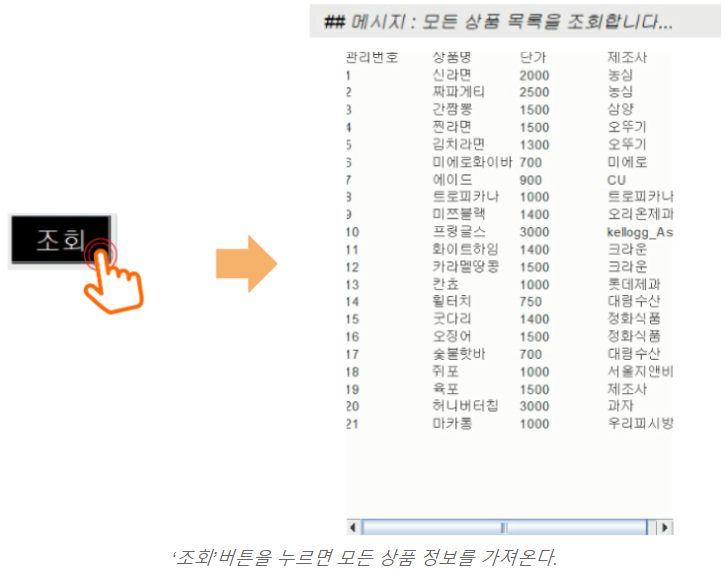 ## 메시지 : 모든 상품 목록을 조회합니다...
관리번호 상품명 단가 제조사
1 신라면 2000 농심
2 짜파게티 2500 농심
3 간짬뽕 1500 삼양
4 찐라면 1500 오뚜기
5 김치라면 1300 오뚜기
6 미에로화이바 700 미에로
7 에이드 900 CU
8 트로피카나 1000 트로피카나
9 미쯔블랙 1400 오리온제과
10 프링글스 3000 kellogg_As
11 화이트하임 1400 크라운
12 카라멜땅콩 1500 크라운
13 칸쵸 1000 롯데제과
14 휠터치 750 대령수산
15 굿다리 1400 정화식품
16 오징어 1500 정화식품
17 숯불핫바 700 대령수산
18 쥐포 1000 서울지앤비
19 육포 1500 제조사
20 허니버터칩 3000 과자
21 마카롱 1000 우리피시방
조회
‘조회’버튼을 누르면 모든 상품 정보를 가져온다.